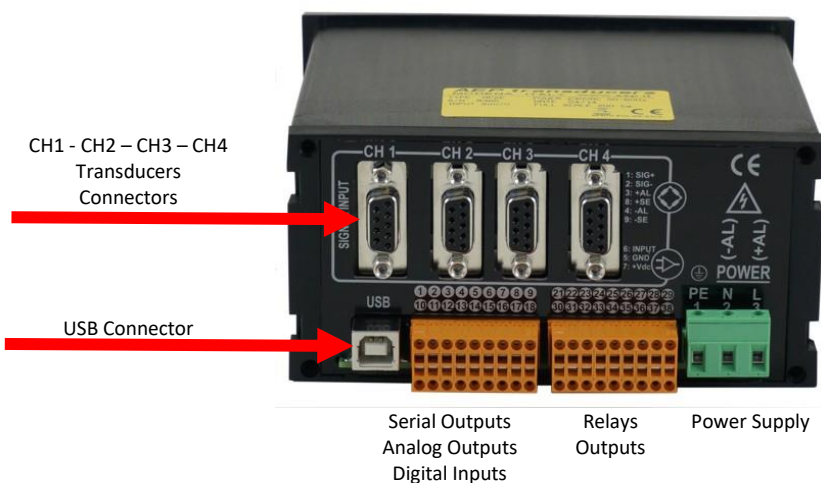 AEP transducers
CH1 - CH2 – CH3 – CH4
Transducers
Connectors
CH 1
CH 2
CH 3
CH 4
SIGN
INPUT
1: SIG+
2: SIG-
3: +AL
8: +SE
4: -AL
9: -SE
6: INPUT
5: GND
7: +Vdc
CE
(-AL)
(+AL)
POWER
PE N L
1 2 3
USB
1 2 3 4 5 6 7 8 9
10 11 12 13 14 15 16 17 18
21 22 23 24 25 26 27 28 29
30 31 32 33 34 35 36 37 38
USB Connector
Serial Outputs
Analog Outputs
Digital Inputs
Relays
Outputs
Power Supply